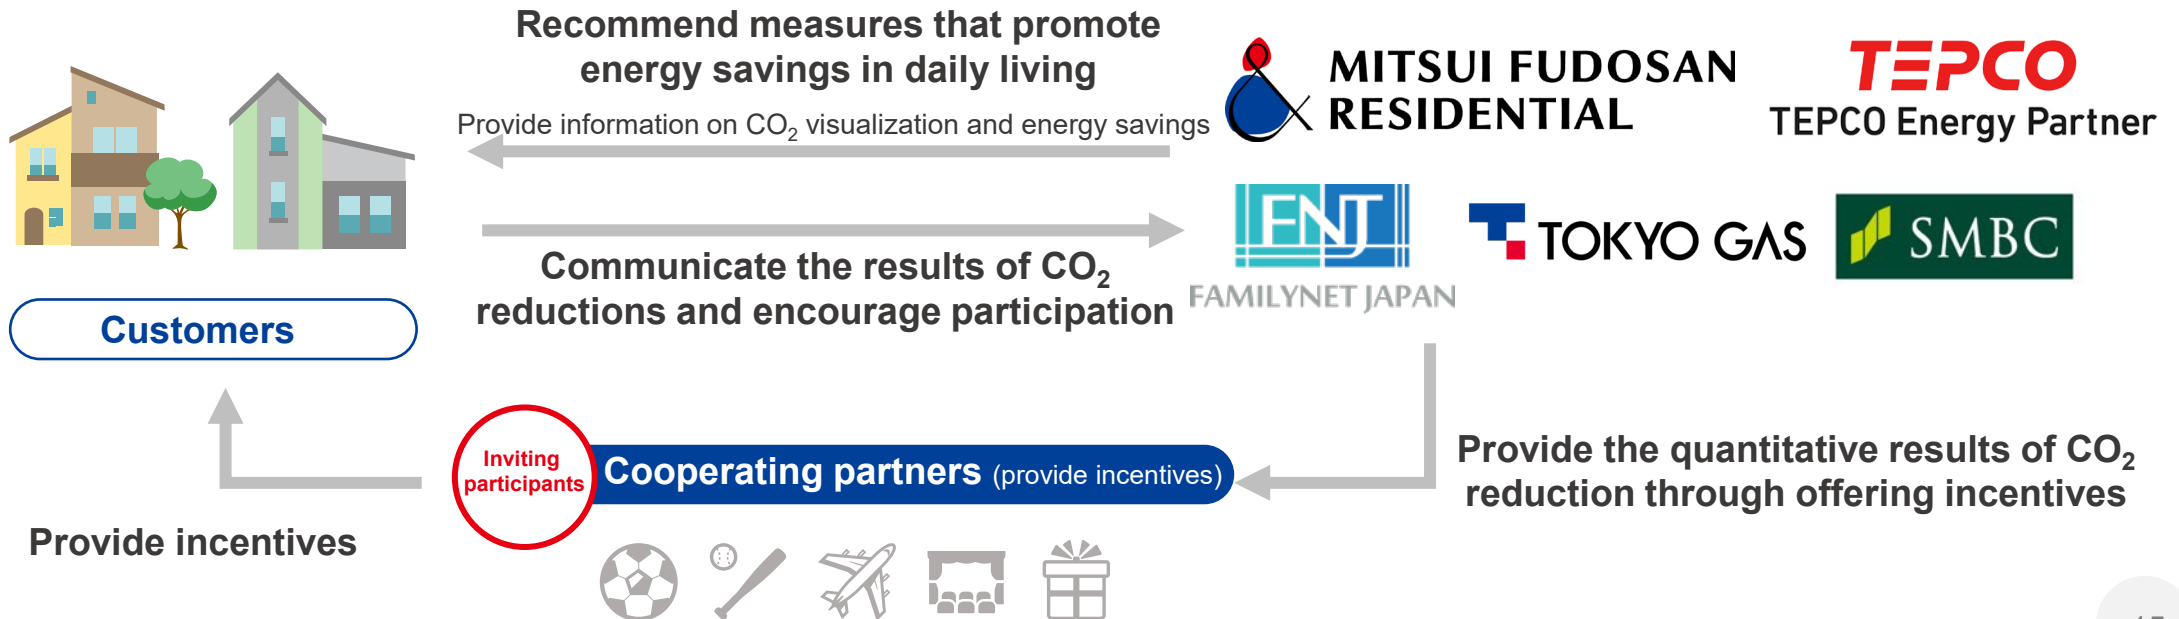 Recommend measures that promote
energy savings in daily living
Provide information on CO₂ visualization and energy savings
MITSUI FUDOSAN
RESIDENTIAL
TEPCO
TEPCO Energy Partner
FNJ
FAMILYNET JAPAN
TOKYO GAS
SMBC
Communicate the results of CO₂
reductions and encourage participation
Customers
Inviting
participants
Cooperating partners (provide incentives)
Provide the quantitative results of CO₂
reduction through offering incentives
Provide incentives